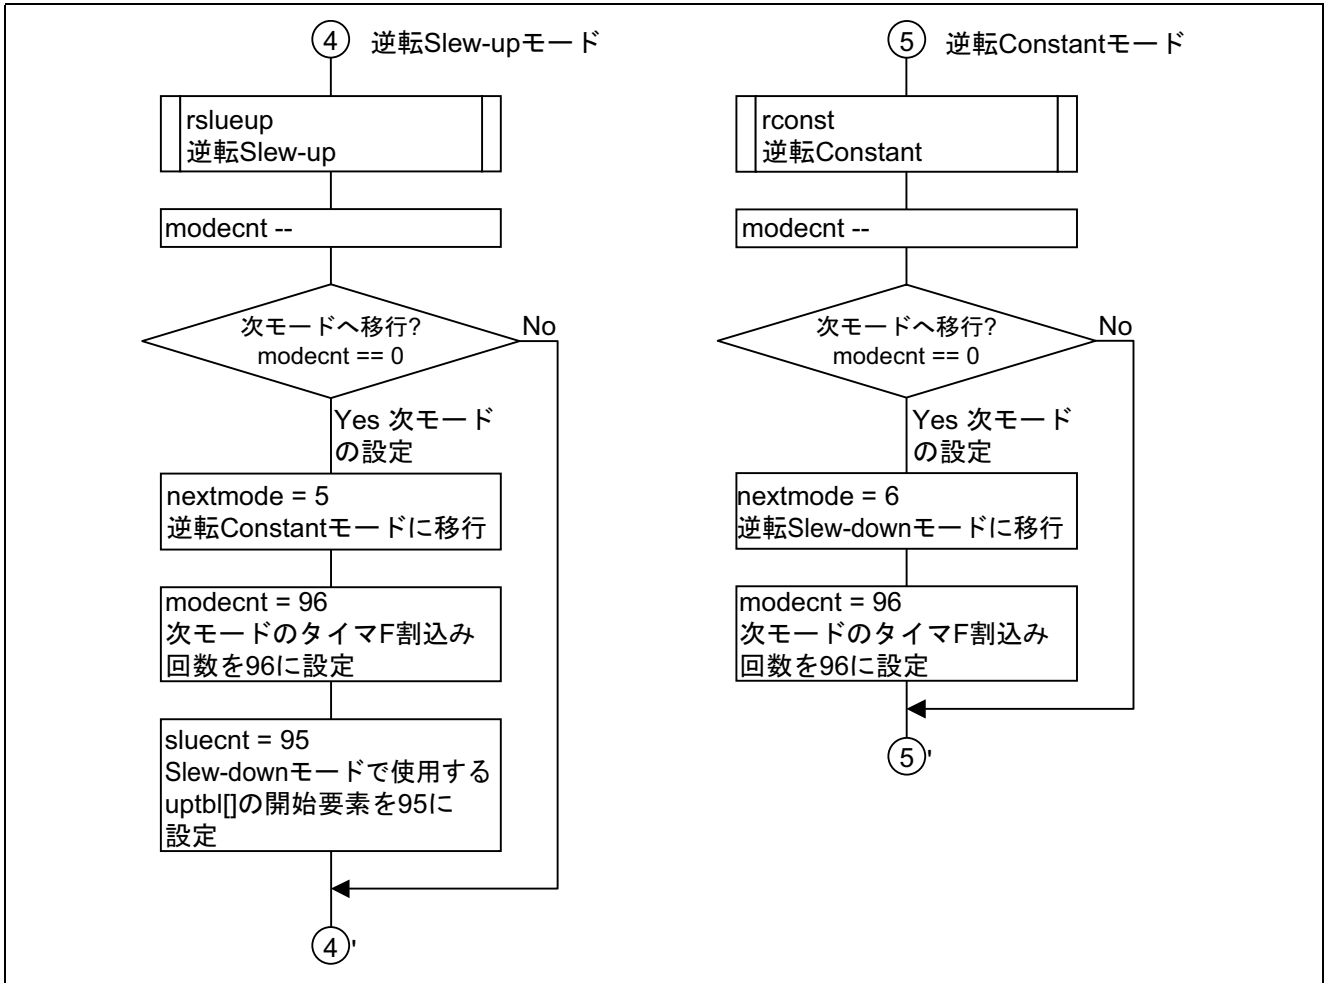 4 逆転Slew-upモード
rslueup
逆転Slew-up
modecnt --
次モードへ移行?
modecnt == 0
No
Yes 次モード
の設定
nextmode = 5
逆転Constantモードに移行
modecnt = 96
次モードのタイマF割込み
回数を96に設定
sluecnt = 95
Slew-downモードで使用する
uptbl[]の開始要素を95に
設定
4'
5 逆転Constantモード
rconst
逆転Constant
modecnt --
次モードへ移行?
modecnt == 0
No
Yes 次モード
の設定
nextmode = 6
逆転Slew-downモードに移行
modecnt = 96
次モードのタイマF割込み
回数を96に設定
5'